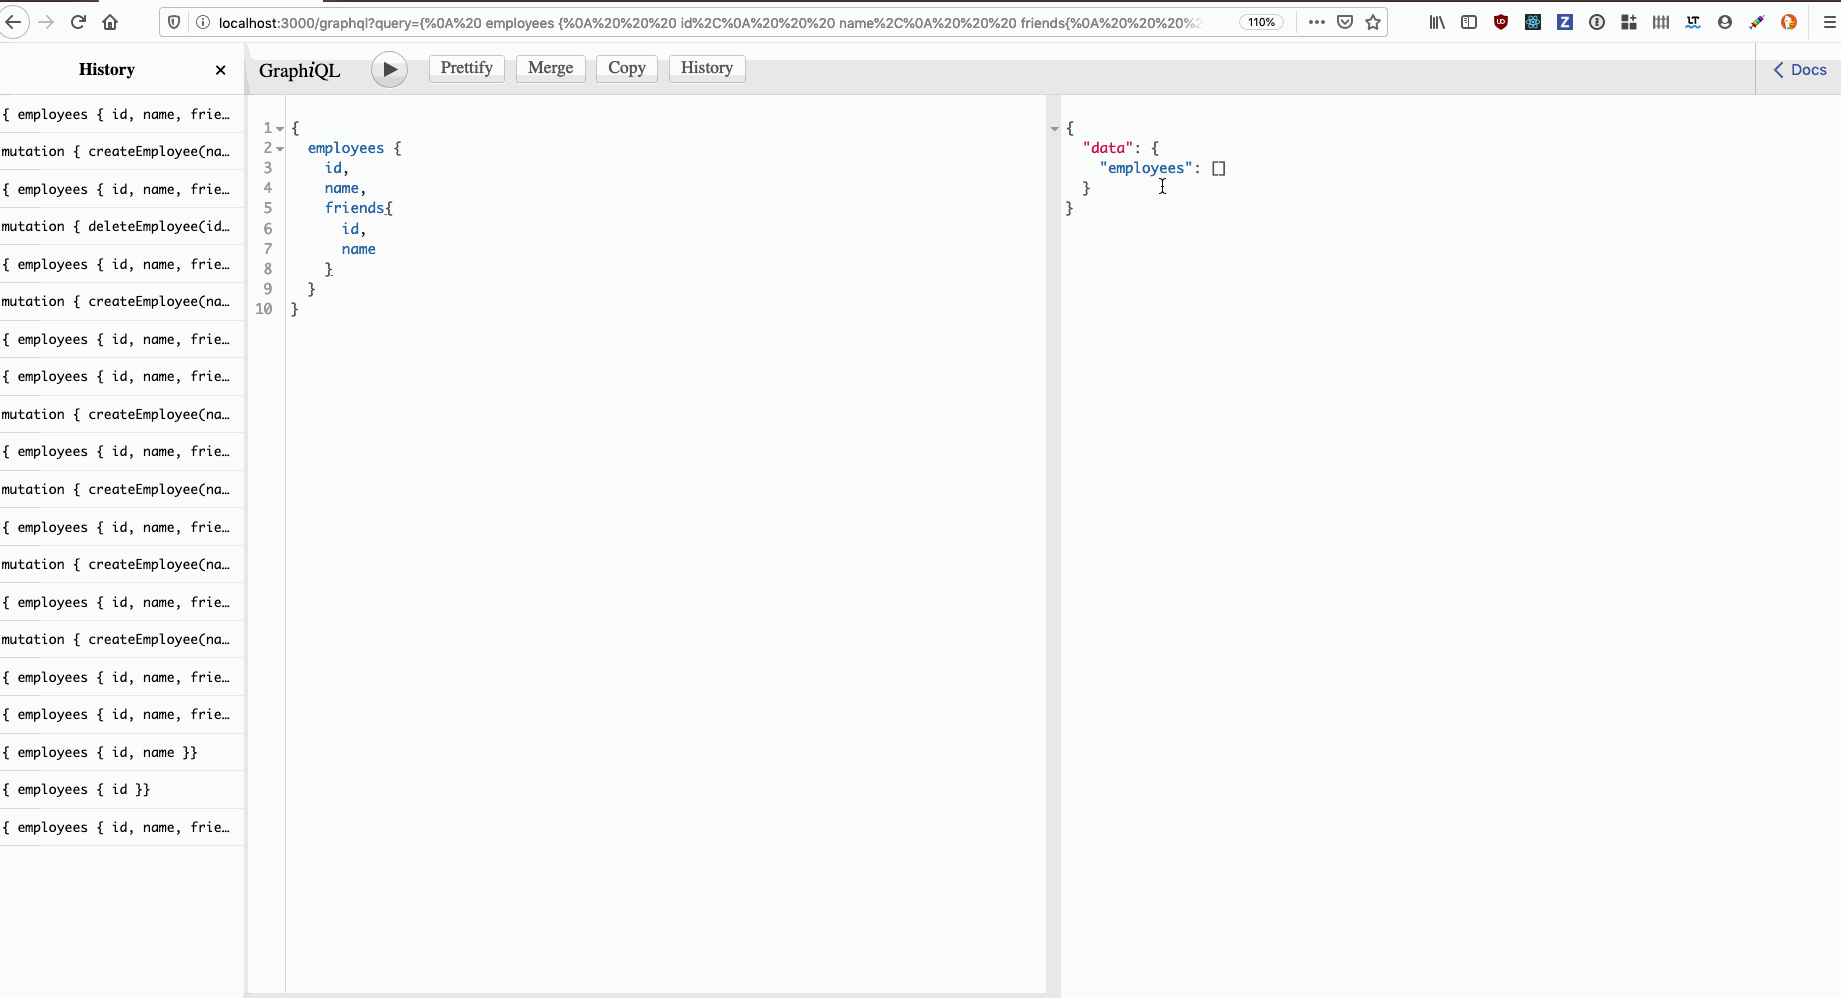 localhost:3000/graphql?query={%0A%20 employees {%0A%20%20%20 id%2C%0A%20%20%20 name%2C%0A%20%20%20 friends{%0A%20%20%20%2
110%
History ×
GraphiQL
Prettify
Merge
Copy
History
Docs
{ employees { id, name, frie…
mutation { createEmployee(na…
{ employees { id, name, frie…
mutation { deleteEmployee(id…
{ employees { id, name, frie…
mutation { createEmployee(na…
{ employees { id, name, frie…
{ employees { id, name, frie…
mutation { createEmployee(na…
{ employees { id, name, frie…
mutation { createEmployee(na…
{ employees { id, name, frie…
mutation { createEmployee(na…
{ employees { id, name, frie…
mutation { createEmployee(na…
{ employees { id, name, frie…
{ employees { id, name, frie…
{ employees { id, name }}
{ employees { id }}
{ employees { id, name, frie…
1 {
2 employees {
3 id,
4 name,
5 friends{
6 id,
7 name
8 }
9 }
10 }
{
"data": {
"employees": []
}
}